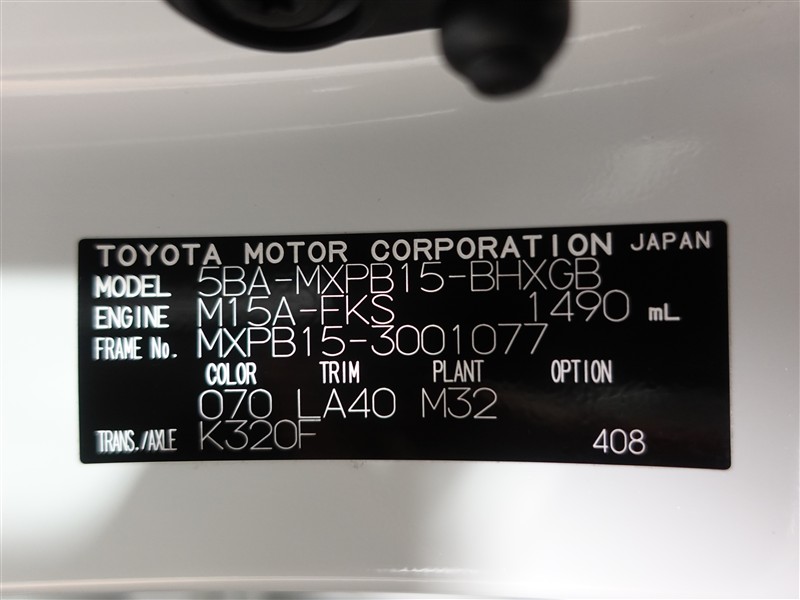 TOYOTA MOTOR CORPORATION JAPAN
MODEL 5BA-MXPB15-BHXGB
ENGINE M15A-FKS 1490 mL
FRAME No. MXPB15-3001077
COLOR TRIM PLANT OPTION
070 LA40 M32
TRANS./AXLE K320F 408